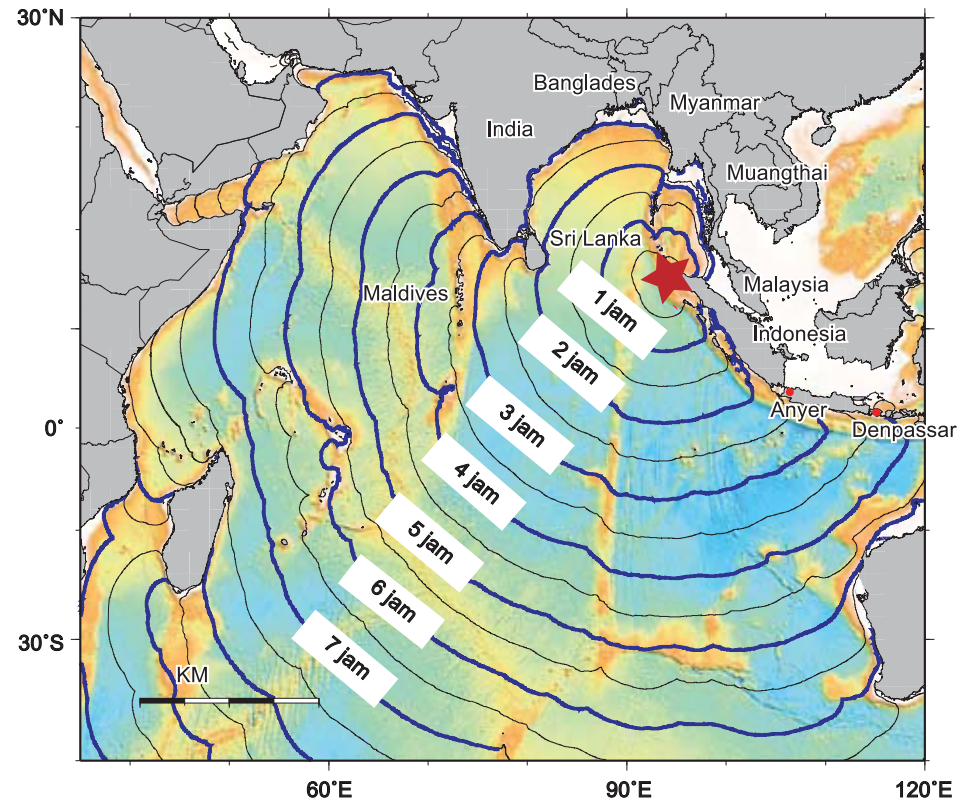 30°N
Banglades
Myanmar
India
Muangthai
Sri Lanka
Malaysia
Maldives
1 jam
Indonesia
2 jam
Anyer
3 jam
0°
Denpassar
4 jam
5 jam
6 jam
30°S
7 jam
KM
60°E
90°E
120°E